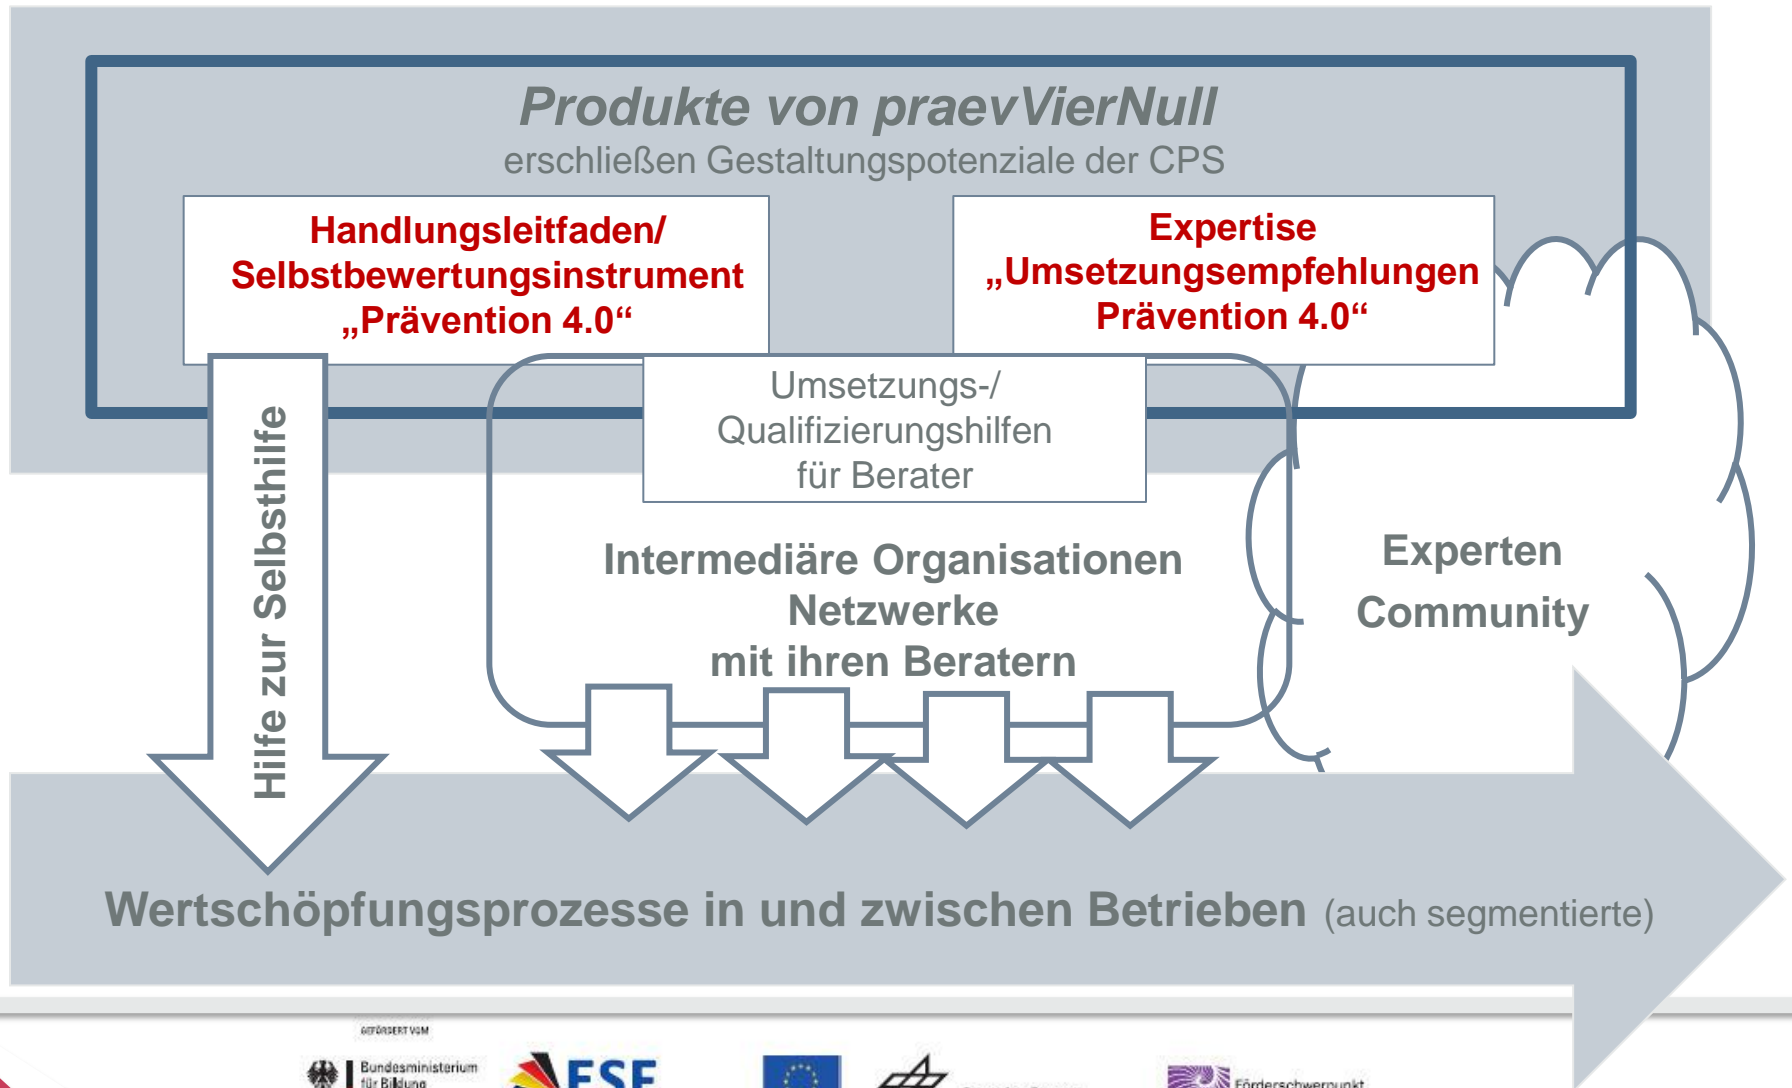 Produkte von praevVierNull
erschließen Gestaltungspotenziale der CPS
Handlungsleitfaden/
Selbstbewertungsinstrument
„Prävention 4.0“
Expertise
„Umsetzungsempfehlungen
Prävention 4.0“
Umsetzungs-/
Qualifizierungshilfen
für Berater
Hilfe zur Selbsthilfe
Intermediäre Organisationen
Netzwerke
mit ihren Beratern
Experten
Community
Wertschöpfungsprozesse in und zwischen Betrieben (auch segmentierte)
GEFÖRDERT VOM
Bundesministerium
für Bildung
ESF
Förderschwerpunkt